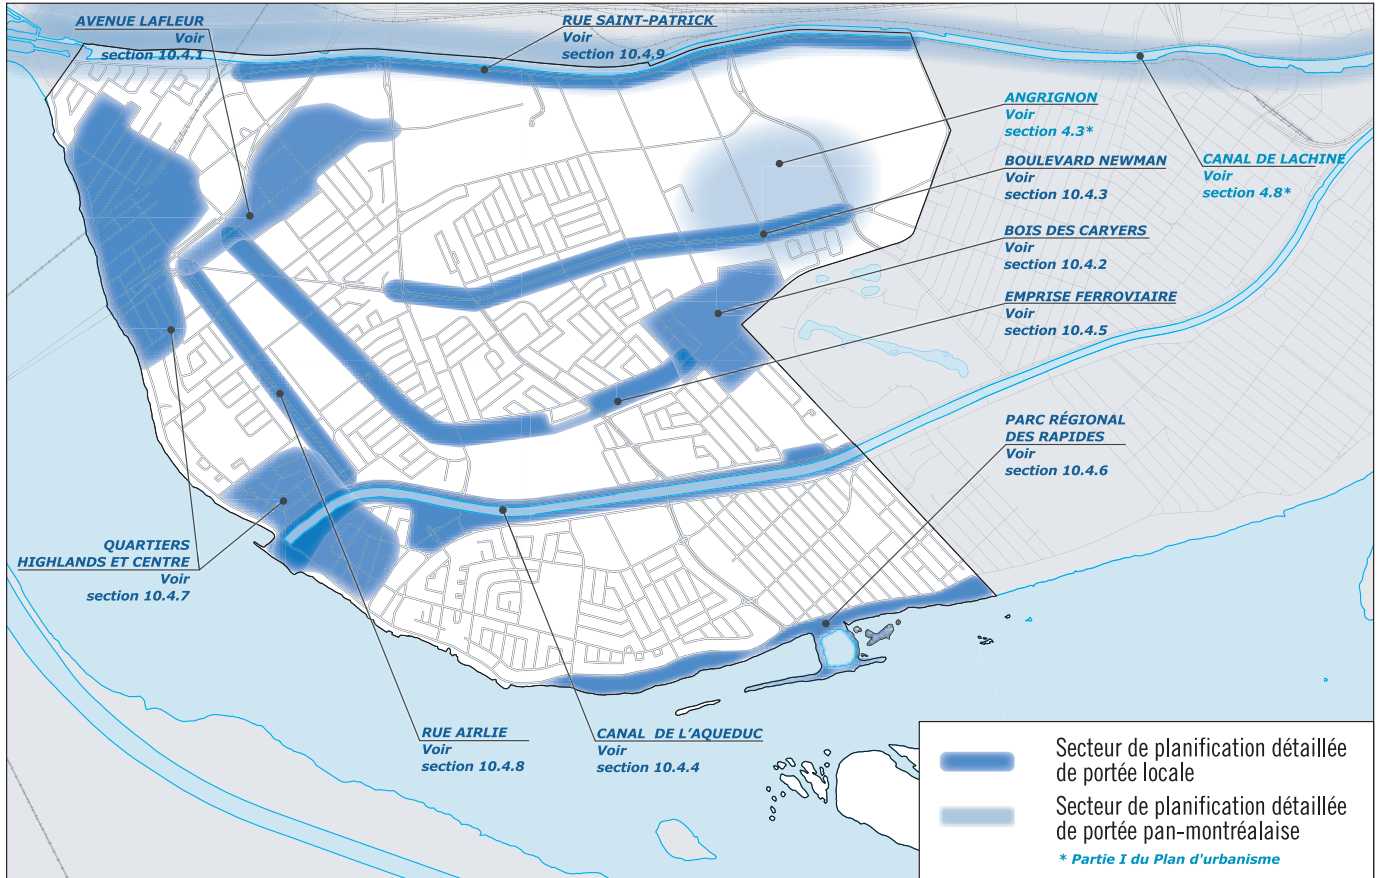 AVENUE LAFLEUR
Voir
section 10.4.1
RUE SAINT-PATRICK
Voir
section 10.4.9
ANGRIGNON
Voir
section 4.3*
BOULEVARD NEWMAN
Voir
section 10.4.3
CANAL DE LACHINE
Voir
section 4.8*
BOIS DES CARYERS
Voir
section 10.4.2
EMPRISE FERROVIAIRE
Voir
section 10.4.5
PARC RÉGIONAL
DES RAPIDES
Voir
section 10.4.6
QUARTIERS
HIGHLANDS ET CENTRE
Voir
section 10.4.7
RUE AIRLIE
Voir
section 10.4.8
CANAL DE L'AQUEDUC
Voir
section 10.4.4
Secteur de planification détaillée
de portée locale
Secteur de planification détaillée
de portée pan-montréalaise
* Partie I du Plan d'urbanisme